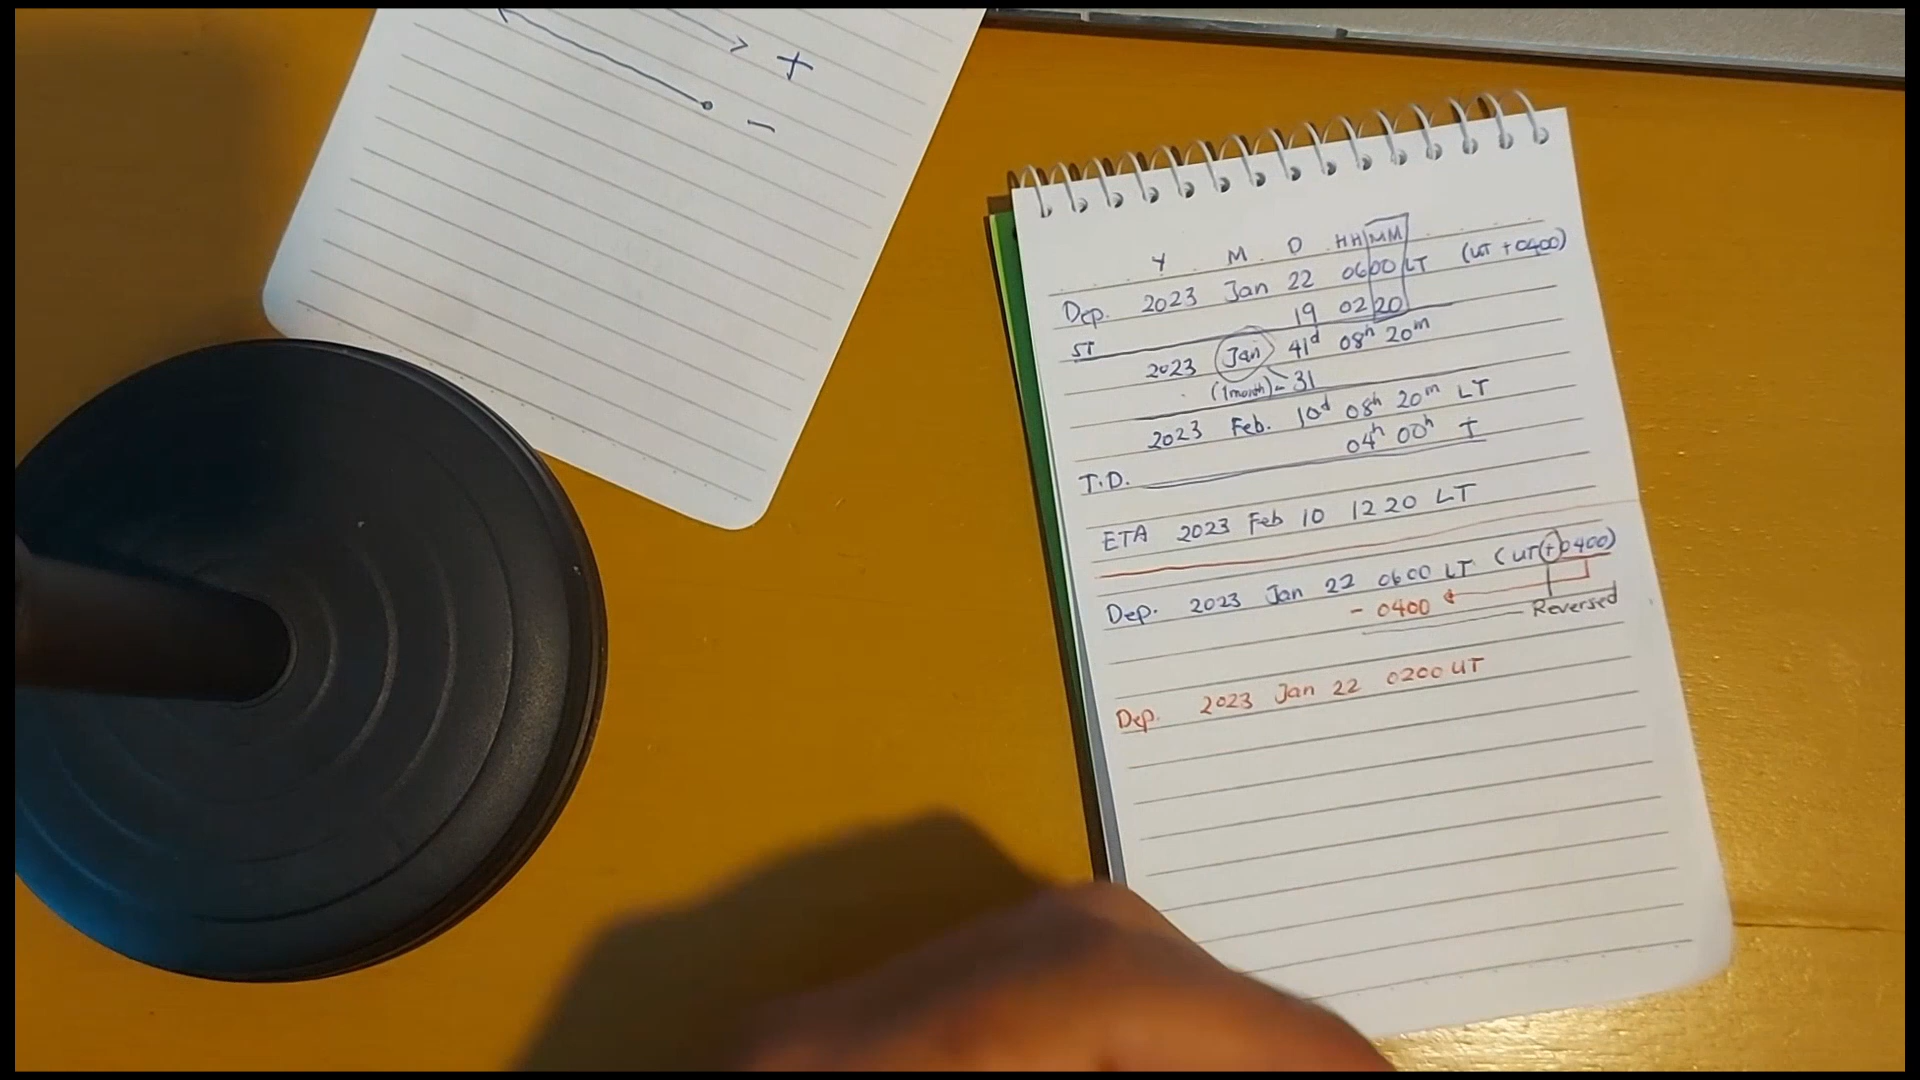 +
-
Y M D HH MM
Dep. 2023 Jan 22 0600 LT (UT +0400)
ST 19 02 20
2023 Jan 41d 08h 20m
(1month) - 31
2023 Feb. 10d 08h 20m LT
T.D. 04h 00h
ETA 2023 Feb 10 1220 LT
Dep. 2023 Jan 22 0600 LT (UT+0400)
- 0400 Reversed
Dep. 2023 Jan 22 0200 UT